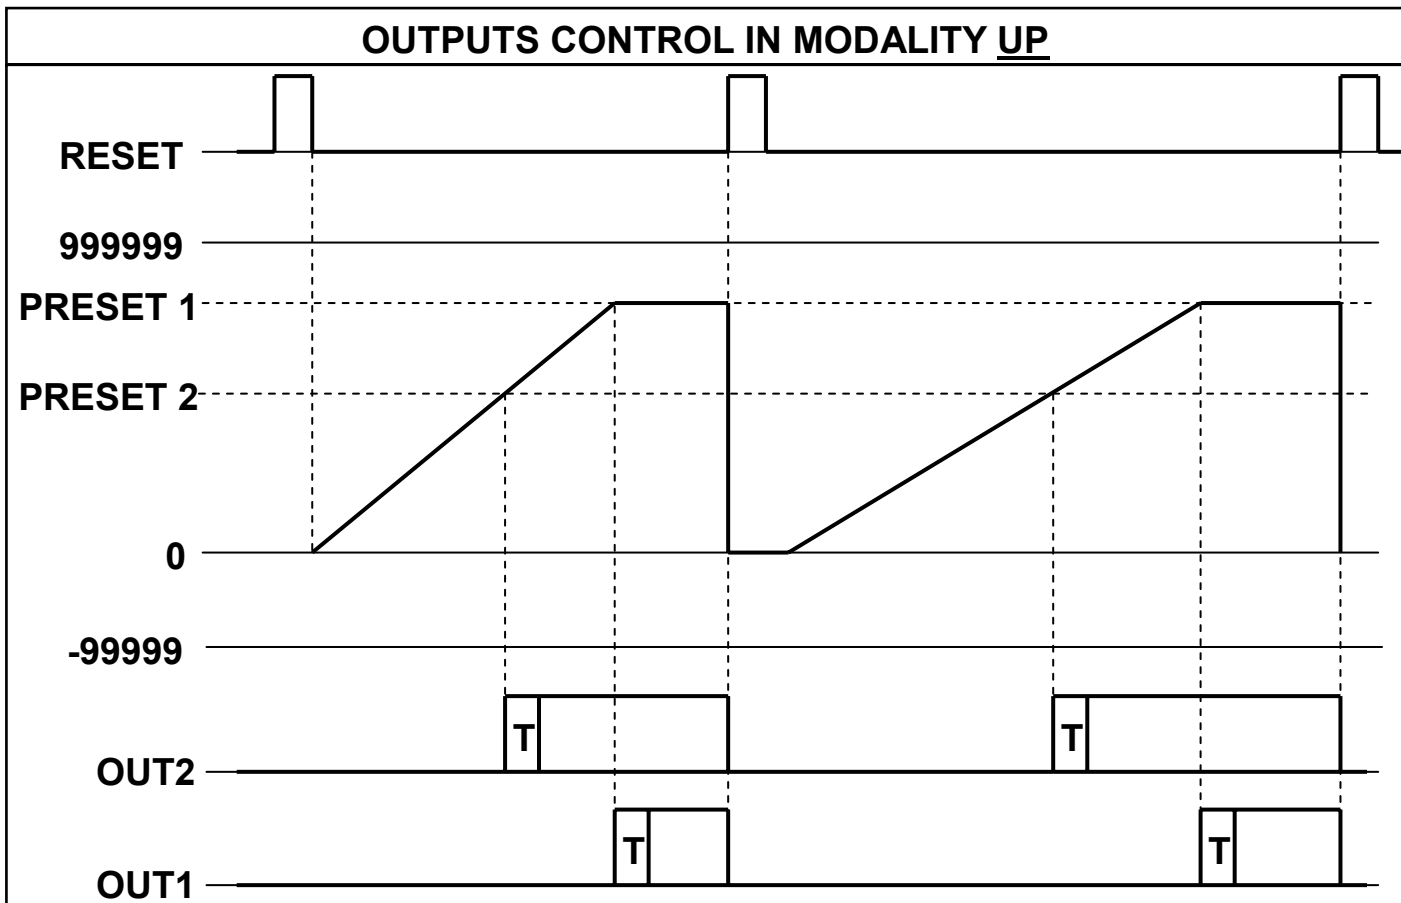 OUTPUTS CONTROL IN MODALITY UP
RESET
999999
PRESET 1
PRESET 2
0
-99999
T
T
OUT2
T
T
OUT1